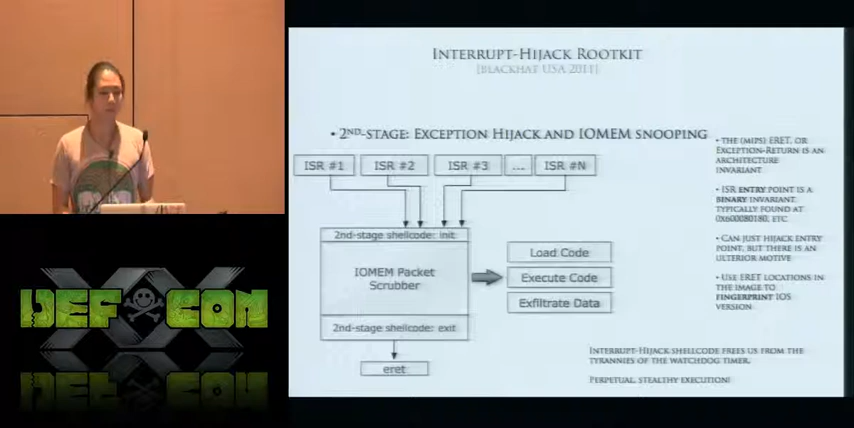 INTERRUPT-HIJACK ROOTKIT
[BLACKHAT USA 2011]
• 2ND-STAGE: EXCEPTION HIJACK AND IOMEM SNOOPING
ISR #1
ISR #2
ISR #3
...
ISR #N
2nd-stage shellcode: init
IOMEM Packet
Scrubber
2nd-stage shellcode: exit
eret
Load Code
Execute Code
Exfiltrate Data
• THE (MIPS) ERET, OR
EXCEPTION-RETURN IS AN
ARCHITECTURE
INVARIANT
• ISR ENTRY POINT IS A
BINARY INVARIANT
TYPICALLY FOUND AT
0X600080180, ETC
• CAN JUST HIJACK ENTRY
POINT, BUT THERE IS AN
ULTERIOR MOTIVE
• USE ERET LOCATIONS IN
THE IMAGE TO
FINGERPRINT IOS
VERSION
INTERRUPT-HIJACK SHELLCODE FREES US FROM THE
TYRANNIES OF THE WATCHDOG TIMER.
PERPETUAL, STEALTHY EXECUTION!
DEF CON
XX